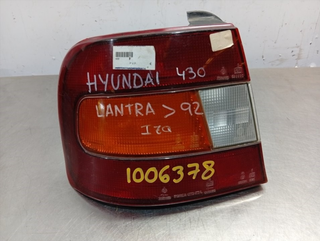 HYUNDAI 430
LANTRA > 92
IZQ
1006378